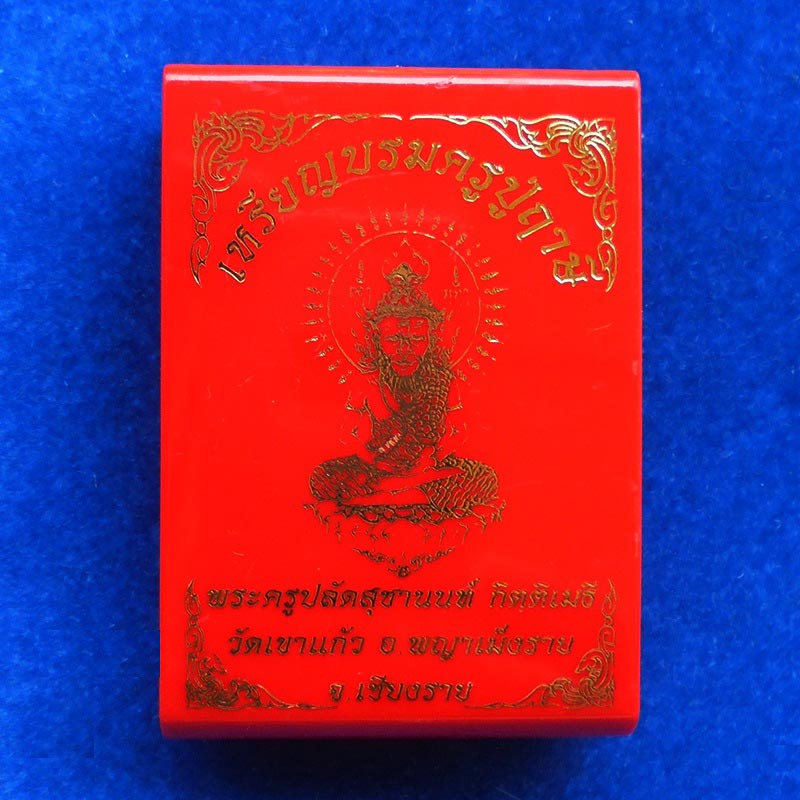 เหรียญบรมครูปู่ฤาษี
พระครูปลัดสุชานนท์ กิตฺติเมธี
วัดเขาแก้ว อ.พญาเม็งราย
จ.เชียงราย